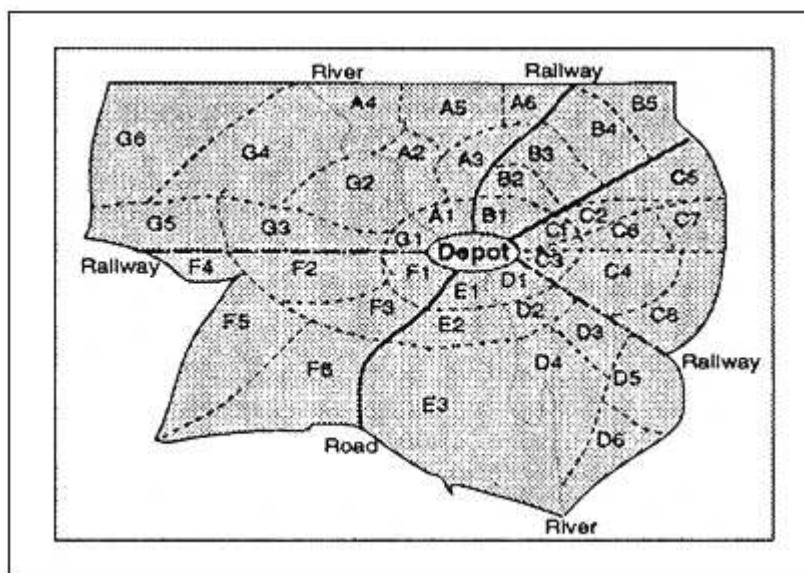 River Railway
A4 A5 A6 B5
G6 G4 A2 A3 B3 B4
G2 B2 C5
G5 G3 A1 B1 C2 C6 C7
G1 C1
Depot C3
Railway F4 F2 F1 E1 D1 C4
F3 E2 D2 D3 C8
F5 F6 D4 D5 Railway
E3
Road D6
River